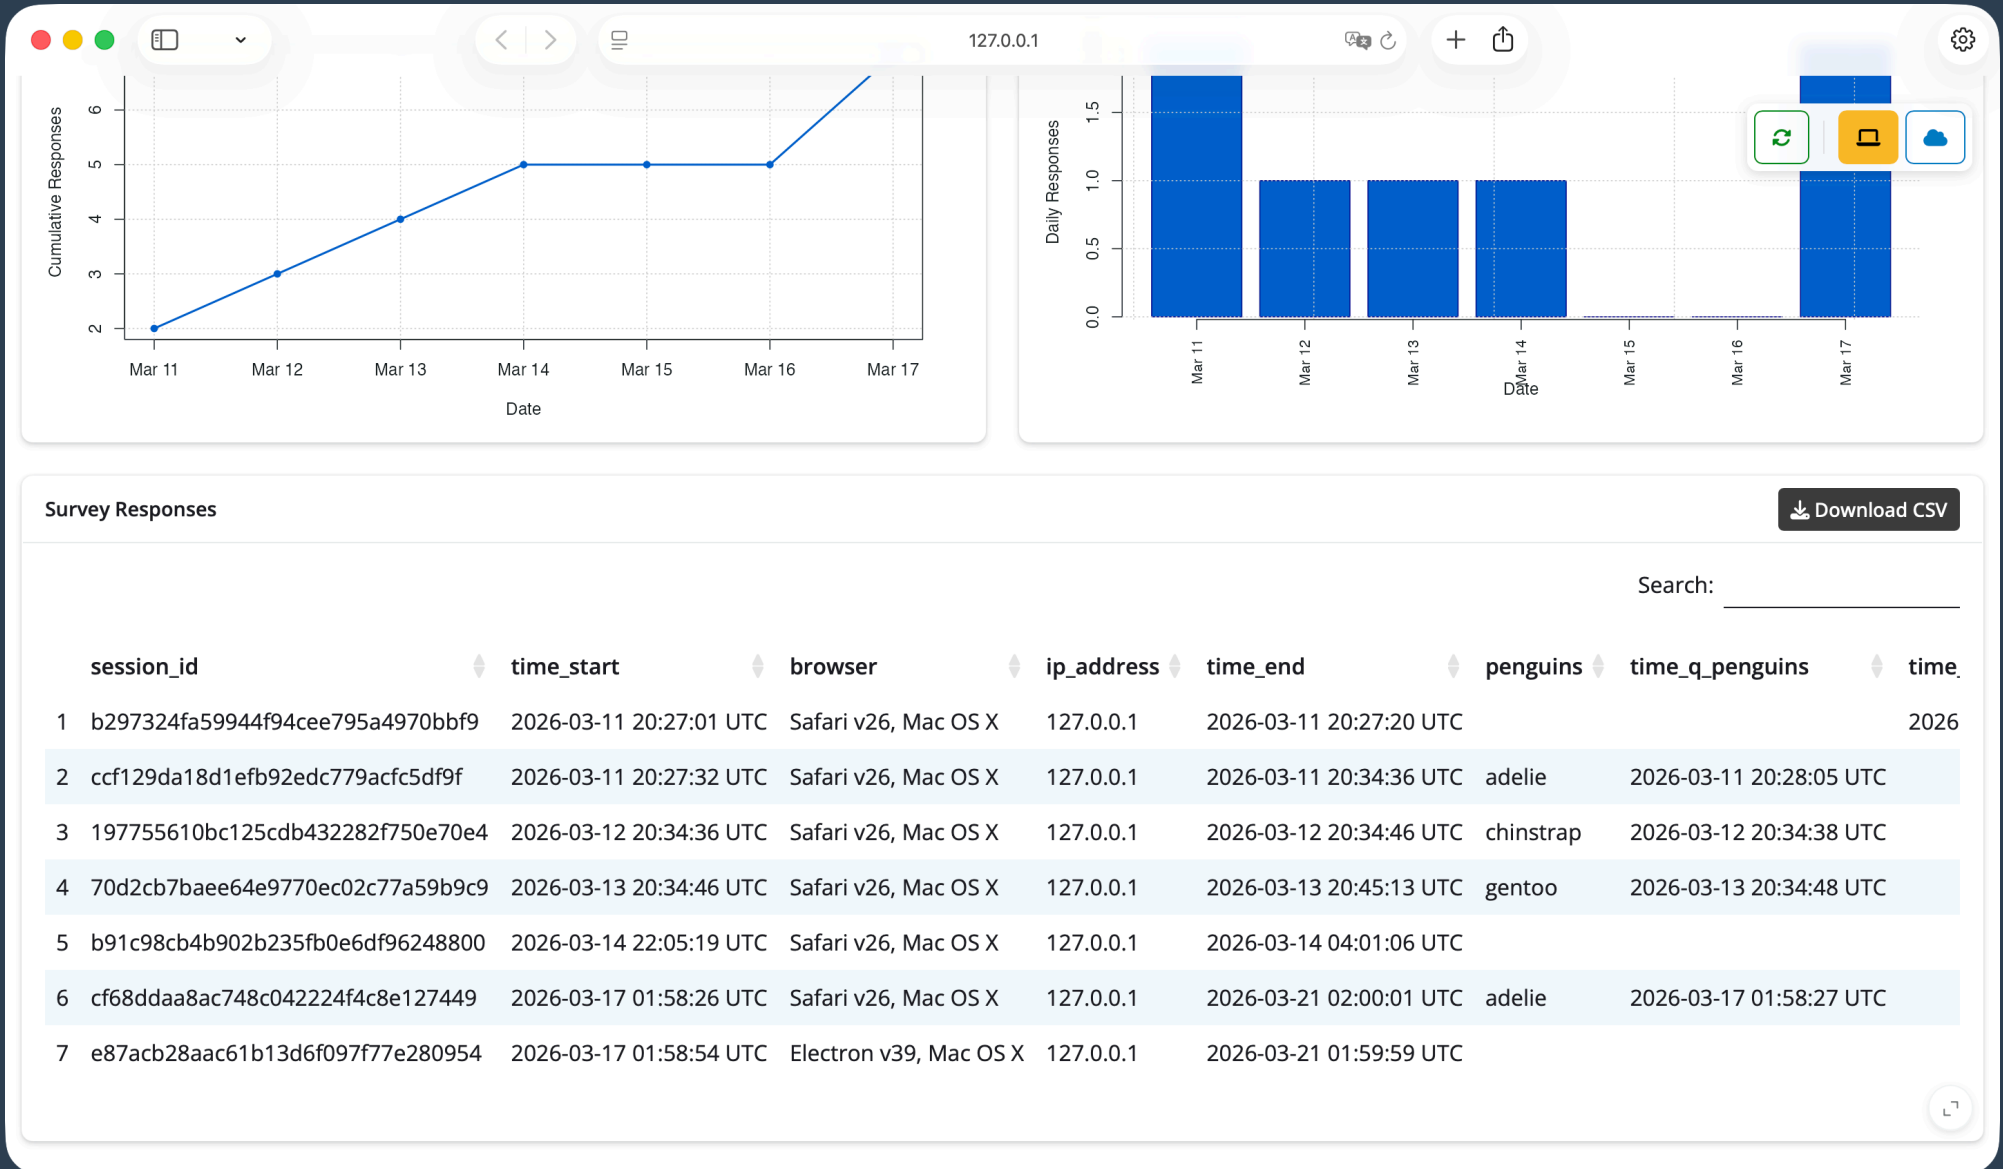 127.0.0.1
Cumulative Responses
6
5
4
3
2
Mar 11 Mar 12 Mar 13 Mar 14 Mar 15 Mar 16 Mar 17
Date
Daily Responses
1.5
1.0
0.5
0.0
Mar 11 Mar 12 Mar 13 Mar 14 Mar 15 Mar 16 Mar 17
Date
Survey Responses
Download CSV
Search:
session_id time_start browser ip_address time_end penguins time_q_penguins time_
1 b297324fa59944f94cee795a4970bbf9 2026-03-11 20:27:01 UTC Safari v26, Mac OS X 127.0.0.1 2026-03-11 20:27:20 UTC 2026
2 ccf129da18d1efb92edc779acfc5df9f 2026-03-11 20:27:32 UTC Safari v26, Mac OS X 127.0.0.1 2026-03-11 20:34:36 UTC adelie 2026-03-11 20:28:05 UTC
3 197755610bc125cdb432282f750e70e4 2026-03-12 20:34:36 UTC Safari v26, Mac OS X 127.0.0.1 2026-03-12 20:34:46 UTC chinstrap 2026-03-12 20:34:38 UTC
4 70d2cb7baee64e9770ec02c77a59b9c9 2026-03-13 20:34:46 UTC Safari v26, Mac OS X 127.0.0.1 2026-03-13 20:45:13 UTC gentoo 2026-03-13 20:34:48 UTC
5 b91c98cb4b902b235fb0e6df96248800 2026-03-14 22:05:19 UTC Safari v26, Mac OS X 127.0.0.1 2026-03-14 04:01:06 UTC
6 cf68ddaa8ac748c042224f4c8e127449 2026-03-17 01:58:26 UTC Safari v26, Mac OS X 127.0.0.1 2026-03-21 02:00:01 UTC adelie 2026-03-17 01:58:27 UTC
7 e87acb28aac61b13d6f097f77e280954 2026-03-17 01:58:54 UTC Electron v39, Mac OS X 127.0.0.1 2026-03-21 01:59:59 UTC